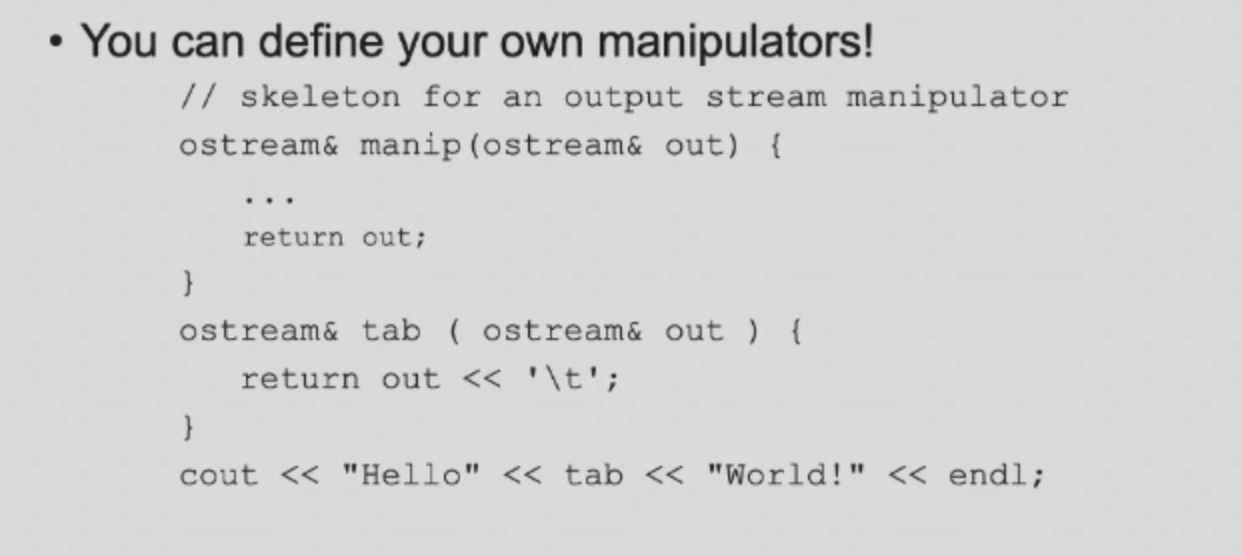 • You can define your own manipulators!
// skeleton for an output stream manipulator
ostream& manip(ostream& out) {
...
return out;
}
ostream& tab ( ostream& out ) {
return out << '\t';
}
cout << "Hello" << tab << "World!" << endl;